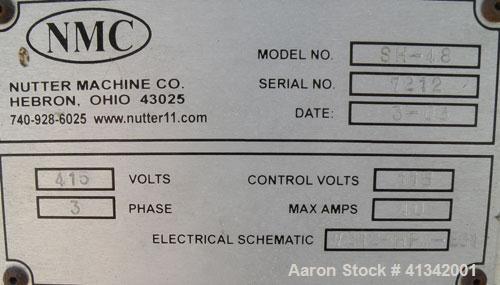 NMC
NUTTER MACHINE CO.
HEBRON, OHIO 43025
740-928-6025 www.nutter11.com
MODEL NO. SH-48
SERIAL NO. 7212
DATE:
415 VOLTS
CONTROL VOLTS 115
3 PHASE
MAX AMPS
ELECTRICAL SCHEMATIC
Aaron Stock # 41342001